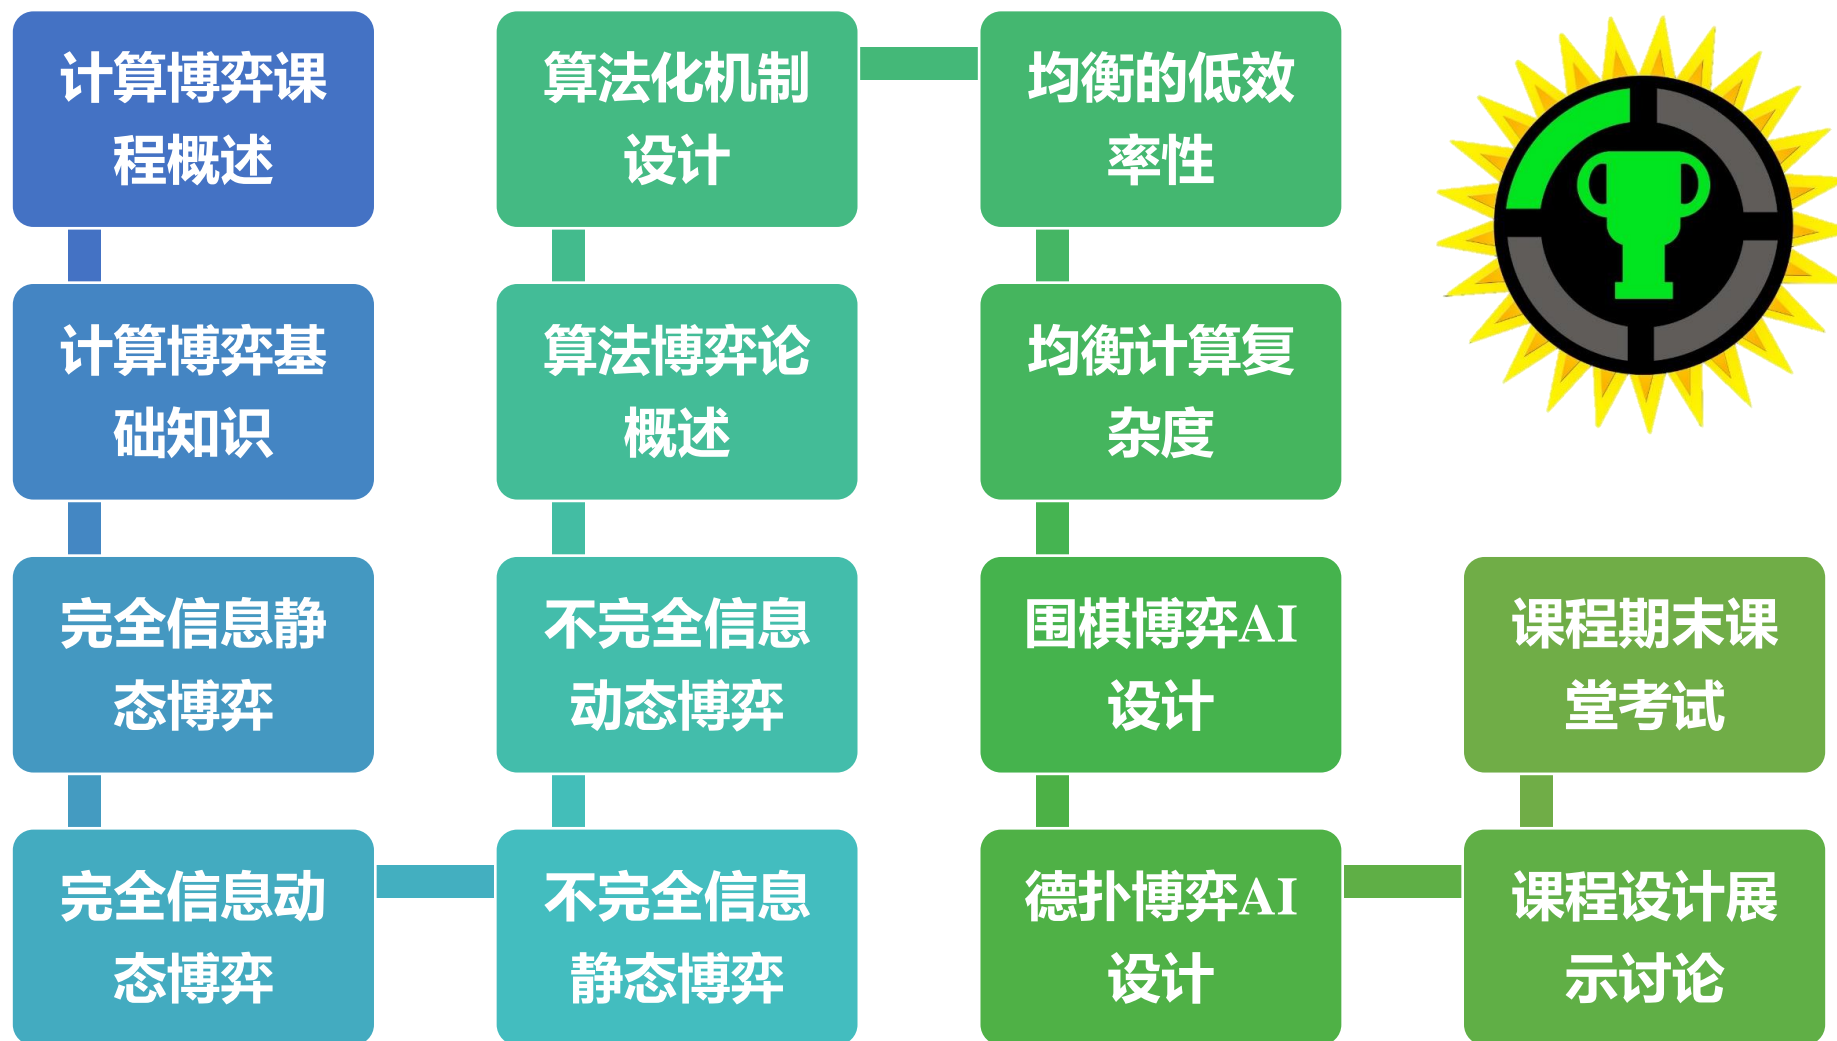 计算博弈课
程概述
计算博弈基
础知识
完全信息静
态博弈
完全信息动
态博弈
不完全信息
静态博弈
不完全信息
动态博弈
算法博弈论
概述
算法化机制
设计
均衡的低效
率性
均衡计算复
杂度
围棋博弈AI
设计
德扑博弈AI
设计
课程设计展
示讨论
课程期末课
堂考试